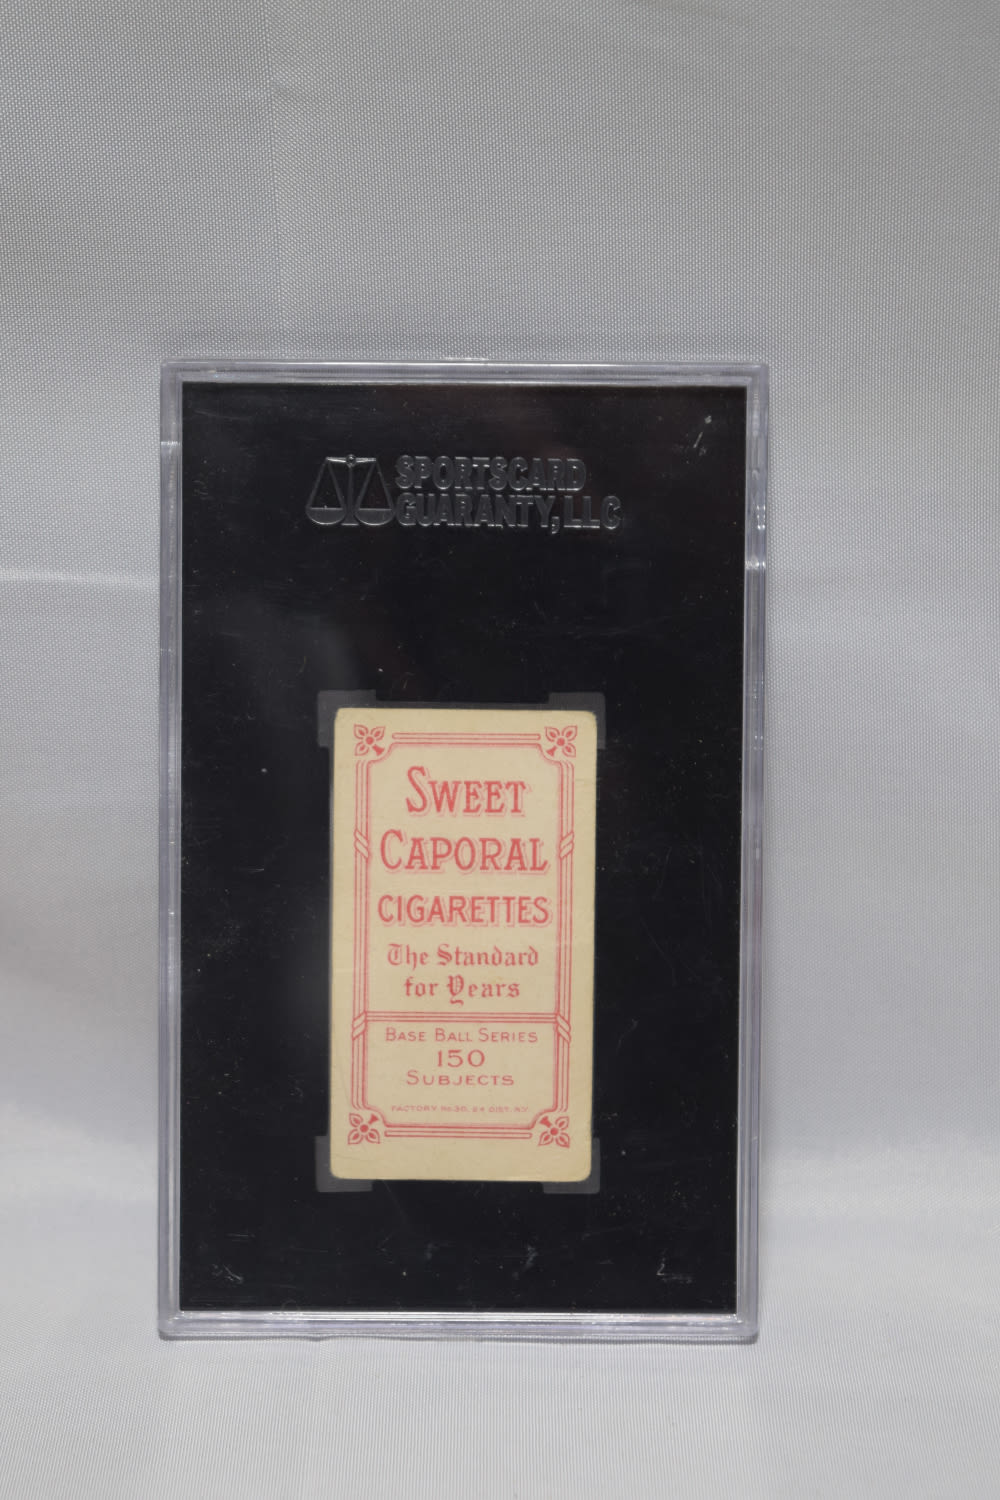 SPORTSCARD
GUARANTY, LLC
SWEET
CAPORAL
CIGARETTES
The Standard
for Years
BASE BALL SERIES
150
SUBJECTS
FACTORY No. 30, 2d DIST. N.Y.